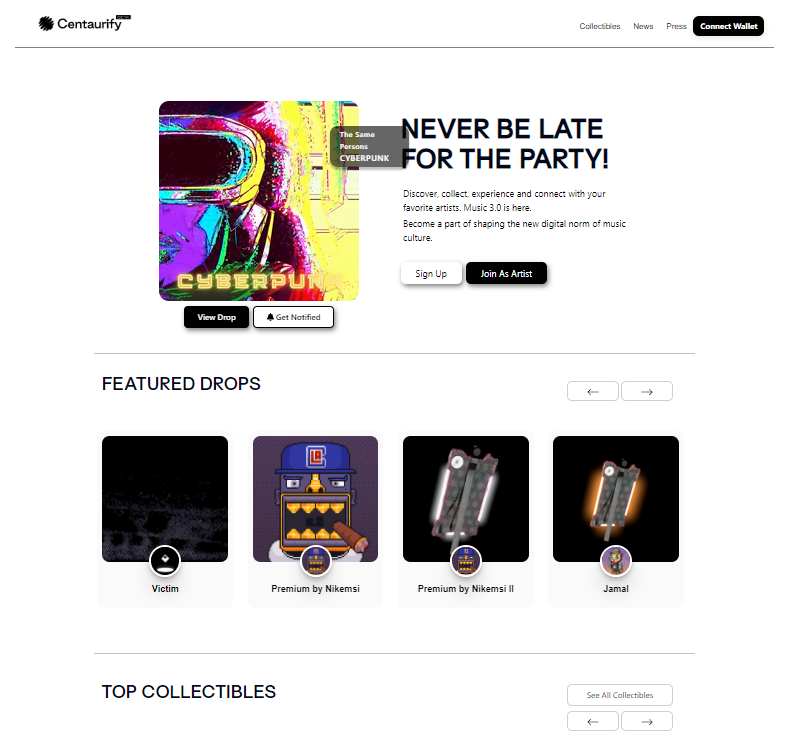 Centaurify BETA
Collectibles News Press Connect Wallet
The Same
Persons
CYBERPUNK
CYBERPUNK
View Drop Get Notified
NEVER BE LATE
FOR THE PARTY!
Discover, collect, experience and connect with your
favorite artists. Music 3.0 is here.
Become a part of shaping the new digital norm of music
culture.
Sign Up Join As Artist
FEATURED DROPS
Victim
Premium by Nikemsi
Premium by Nikemsi II
Jamal
TOP COLLECTIBLES
See All Collectibles